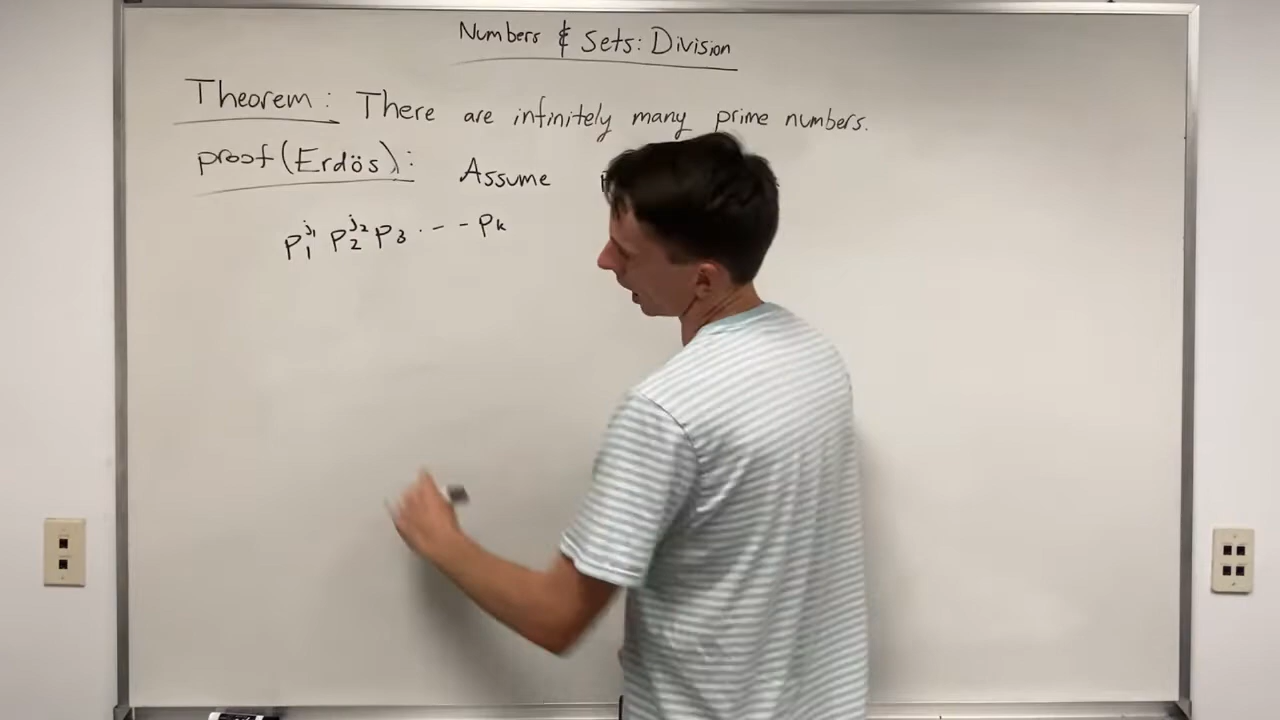 Numbers & Sets: Division
Theorem: There are infinitely many prime numbers.
proof (Erdös): Assume
p₁^j₁ p₂^j₂ p₃ · - - pₖ